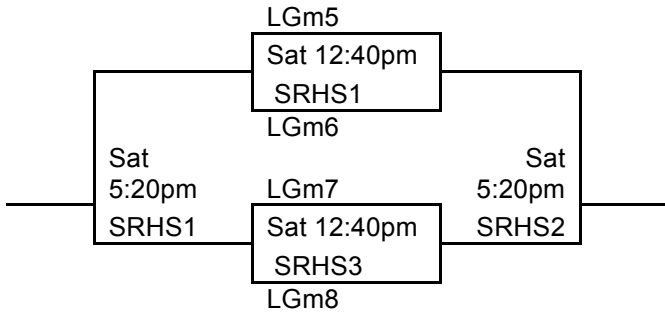 LGm5
Sat 12:40pm
SRHS1
LGm6
Sat
5:20pm
SRHS1
Sat
5:20pm
SRHS2
LGm7
Sat 12:40pm
SRHS3
LGm8